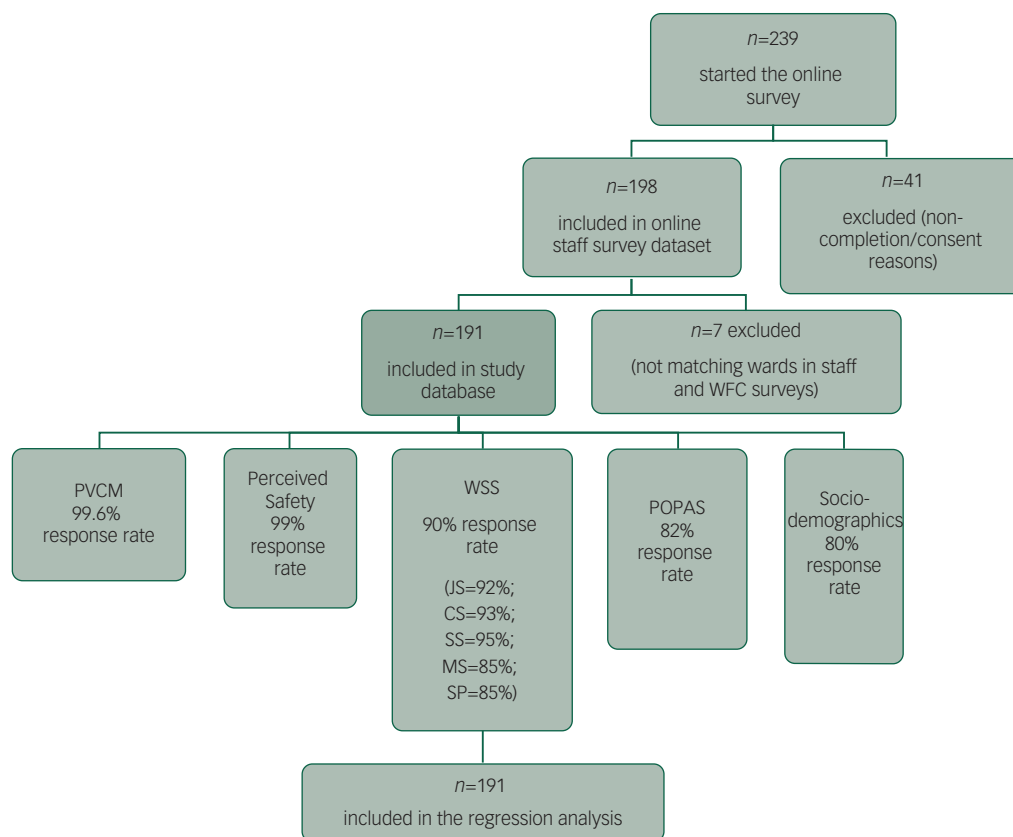 n=239
started the online
survey
n=198
included in online
staff survey dataset
n=41
excluded (non-
completion/consent
reasons)
n=191
included in study
database
n=7 excluded
(not matching wards in staff
and WFC surveys)
PVCM
99.6%
response rate
Perceived
Safety
99%
response
rate
WSS
90% response
rate
(JS=92%;
CS=93%;
SS=95%;
MS=85%;
SP=85%)
POPAS
82%
response
rate
Socio-
demographics
80%
response
rate
n=191
included in the regression analysis